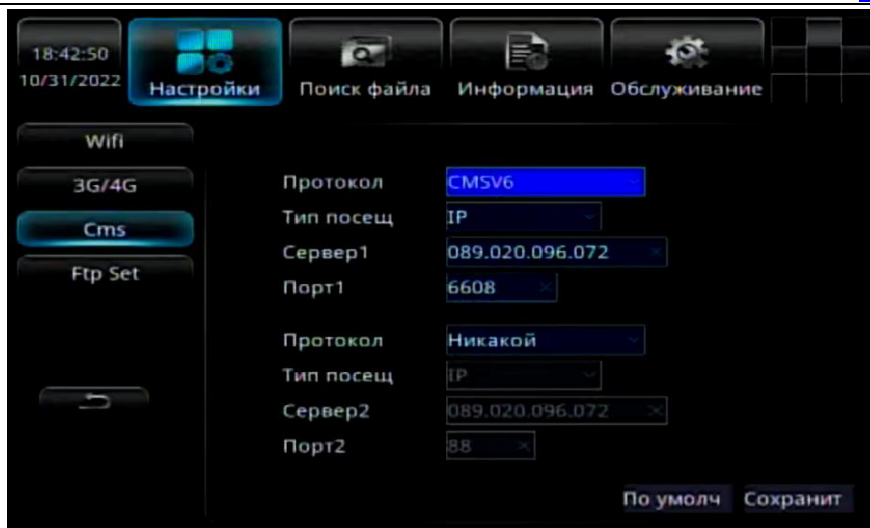 18:42:50
10/31/2022
Настройки
Поиск файла
Информация
Обслуживание
Wifi
3G/4G
Cms
Ftp Set
Протокол CMSV6
Тип посещ IP
Сервер1 089.020.096.072
Порт1 6608
Протокол Никакой
Тип посещ IP
Сервер2 089.020.096.072
Порт2 88
По умолч Сохранит